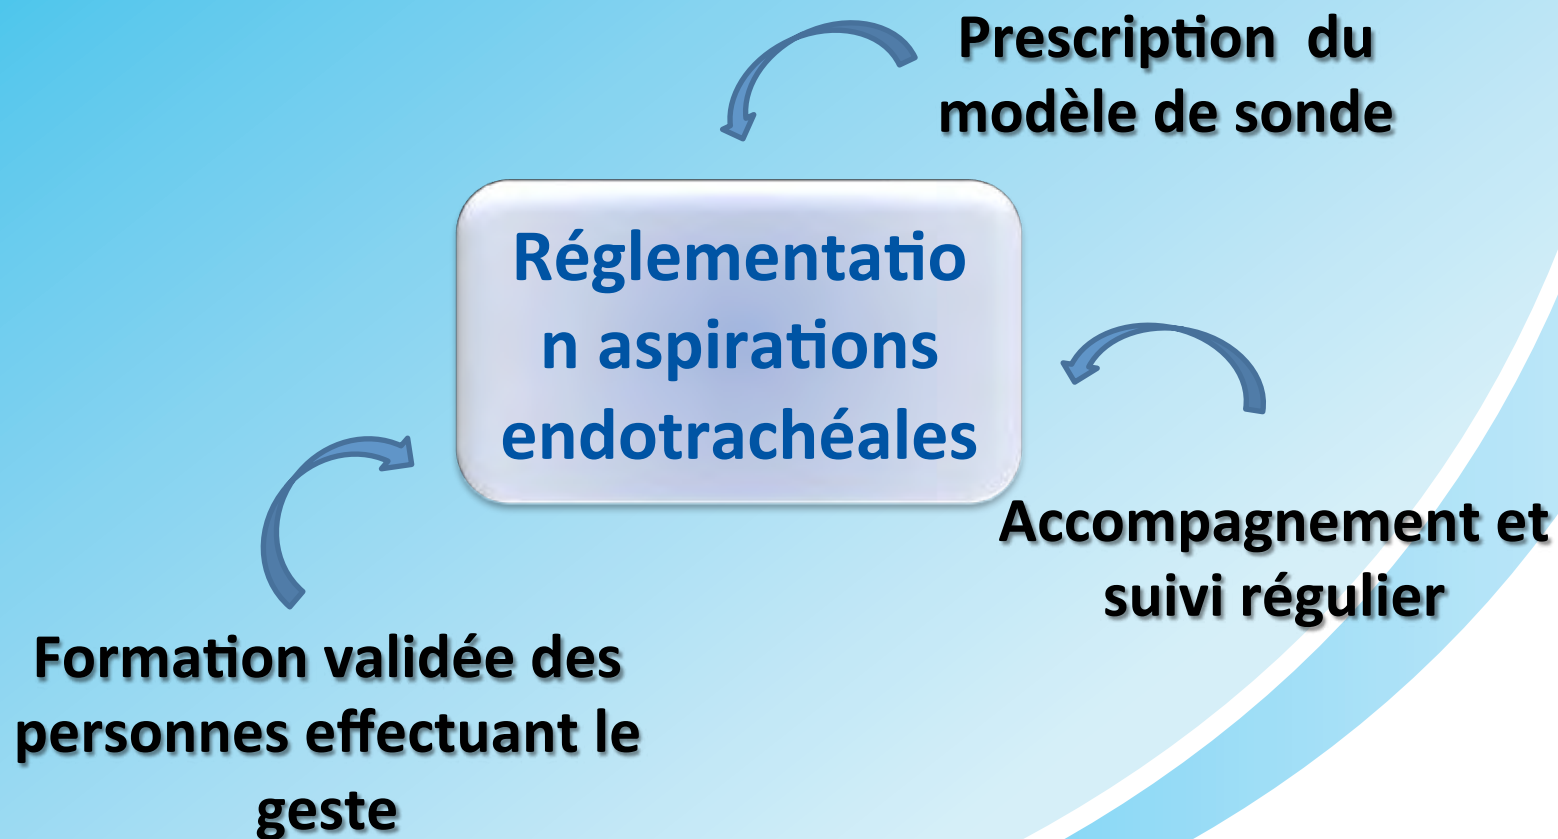 Prescription du
modèle de sonde
Réglementatio
n aspirations
endotrachéales
Accompagnement et
suivi régulier
Formation validée des
personnes effectuant le
geste